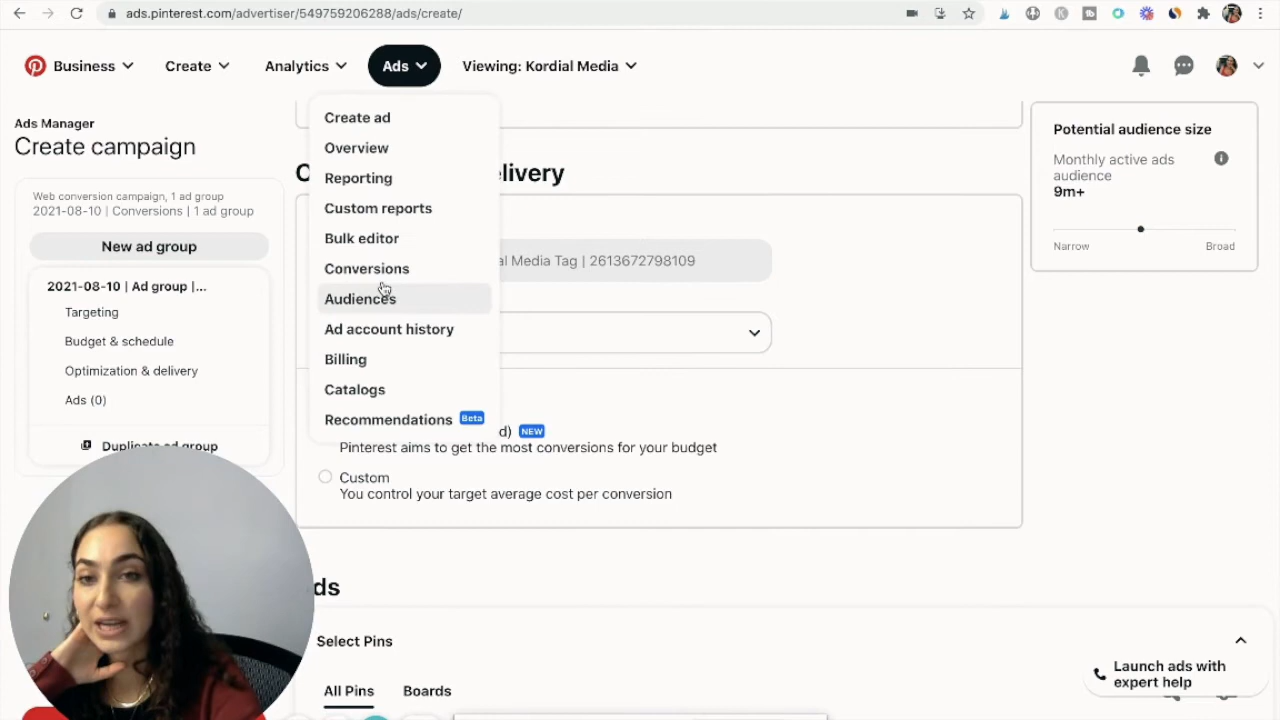 ads.pinterest.com/advertiser/549759206288/ads/create/
Business
Create
Analytics
Ads
Viewing: Kordial Media
Ads Manager
Create campaign
Web conversion campaign, 1 ad group
2021-08-10 | Conversions | 1 ad group
New ad group
2021-08-10 | Ad group |...
Targeting
Budget & schedule
Optimization & delivery
Ads (0)
Duplicate ad group
Create ad
Overview
Reporting
Custom reports
Bulk editor
Conversions
Audiences
Ad account history
Billing
Catalogs
Recommendations Beta
elivery
al Media Tag | 2613672798109
d) NEW
Pinterest aims to get the most conversions for your budget
Custom
You control your target average cost per conversion
ds
Select Pins
All Pins
Boards
Potential audience size
Monthly active ads
audience
9m+
Narrow
Broad
Launch ads with
expert help